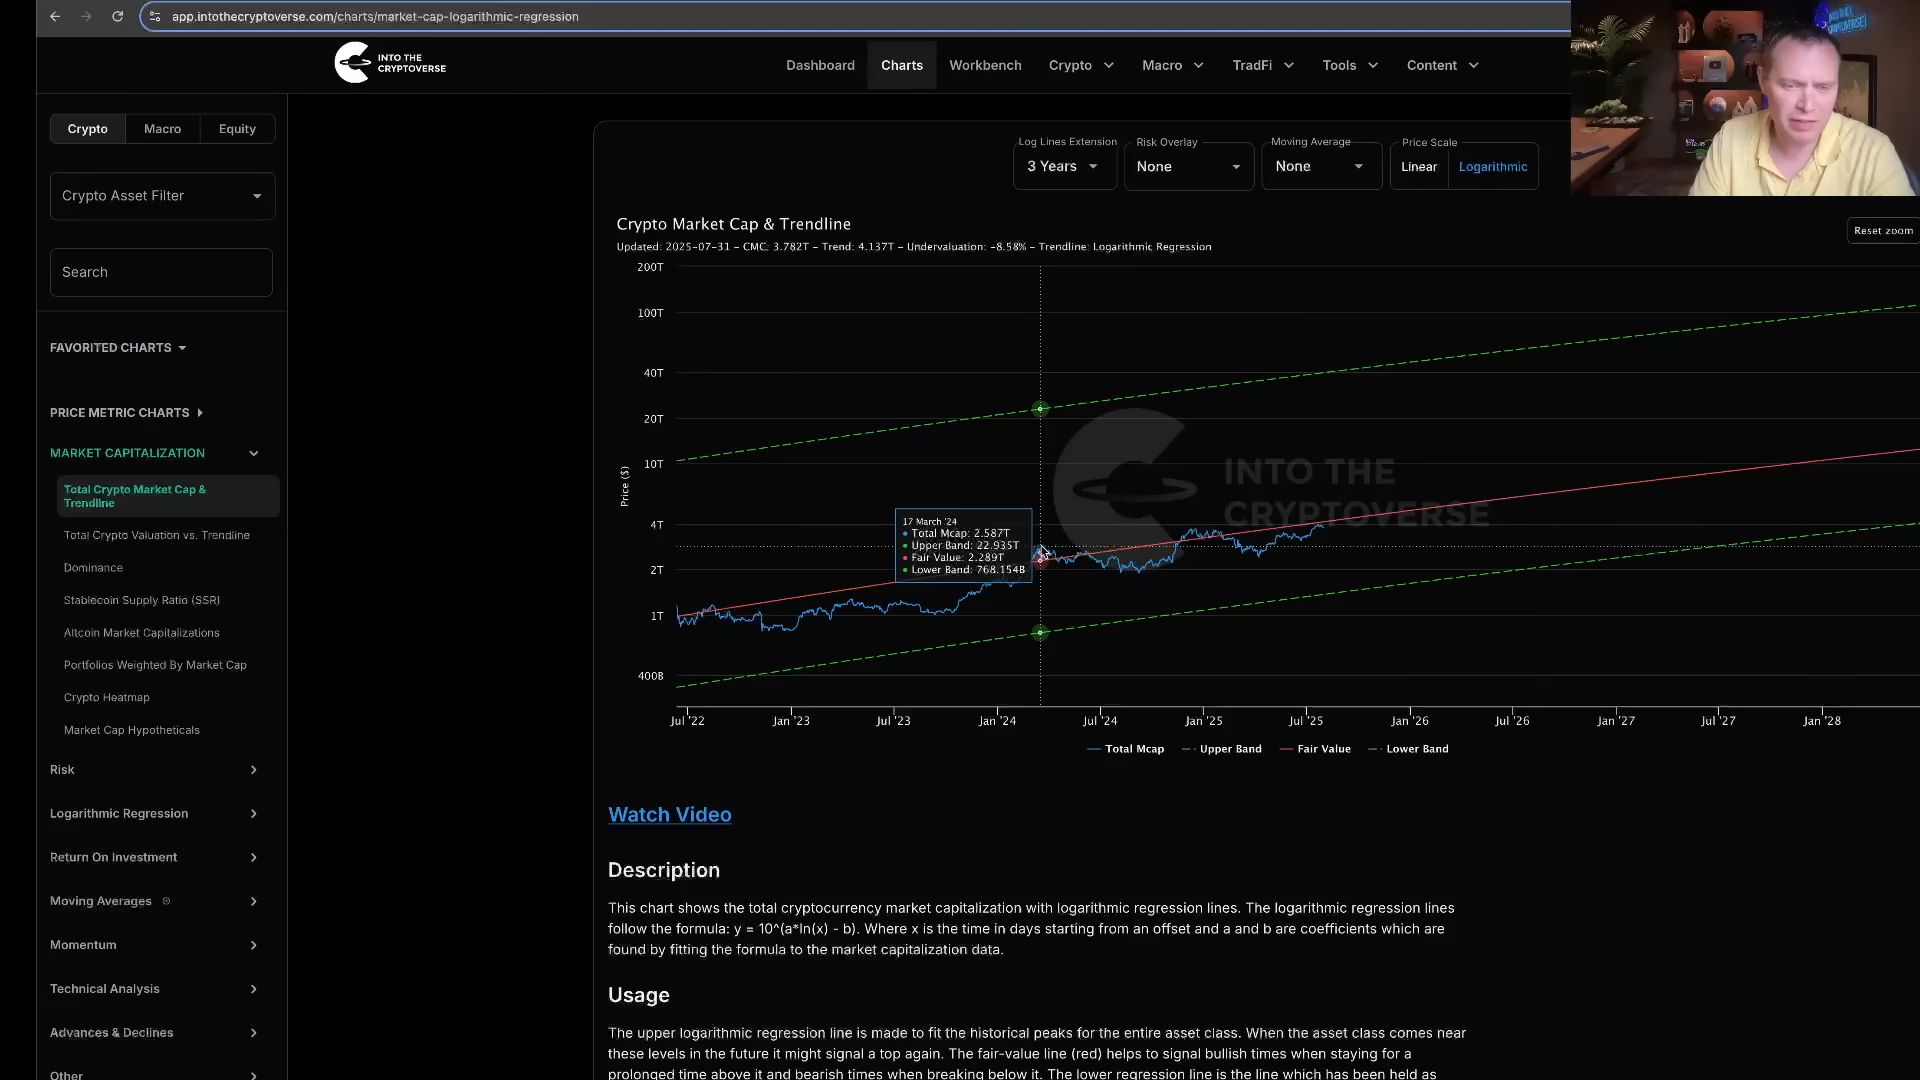 app.intothecryptoverse.com/charts/market-cap-logarithmic-regression
INTO THE
CRYPTOVERSE
Dashboard
Charts
Workbench
Crypto
Macro
TradFi
Tools
Content
Crypto
Macro
Equity
Crypto Asset Filter
Search
FAVORITED CHARTS
PRICE METRIC CHARTS
MARKET CAPITALIZATION
Total Crypto Market Cap &
Trendline
Total Crypto Valuation vs. Trendline
Dominance
Stablecoin Supply Ratio (SSR)
Altcoin Market Capitalizations
Portfolios Weighted By Market Cap
Crypto Heatmap
Market Cap Hypotheticals
Risk
Logarithmic Regression
Return On Investment
Moving Averages
Momentum
Technical Analysis
Advances & Declines
Other
Log Lines Extension
3 Years
Risk Overlay
None
Moving Average
None
Price Scale
Linear
Logarithmic
Crypto Market Cap & Trendline
Updated: 2025-07-31 - CMC: 3.782T - Trend: 4.137T - Undervaluation: -8.58% - Trendline: Logarithmic Regression
Reset zoom
200T
100T
40T
20T
10T
4T
2T
1T
400B
Price ($)
INTO THE
CRYPTOVERSE
17 March '24
Total Mcap: 2.587T
Upper Band: 22.935T
Fair Value: 2.289T
Lower Band: 768.154B
Jul '22
Jan '23
Jul '23
Jan '24
Jul '24
Jan '25
Jul '25
Jan '26
Jul '26
Jan '27
Jul '27
Jan '28
Total Mcap
Upper Band
Fair Value
Lower Band
Watch Video
Description
This chart shows the total cryptocurrency market capitalization with logarithmic regression lines. The logarithmic regression lines
follow the formula: y = 10^(a*ln(x) - b). Where x is the time in days starting from an offset and a and b are coefficients which are
found by fitting the formula to the market capitalization data.
Usage
The upper logarithmic regression line is made to fit the historical peaks for the entire asset class. When the asset class comes near
these levels in the future it might signal a top again. The fair-value line (red) helps to signal bullish times when staying for a
prolonged time above it and bearish times when breaking below it. The lower regression line is the line which has been held as